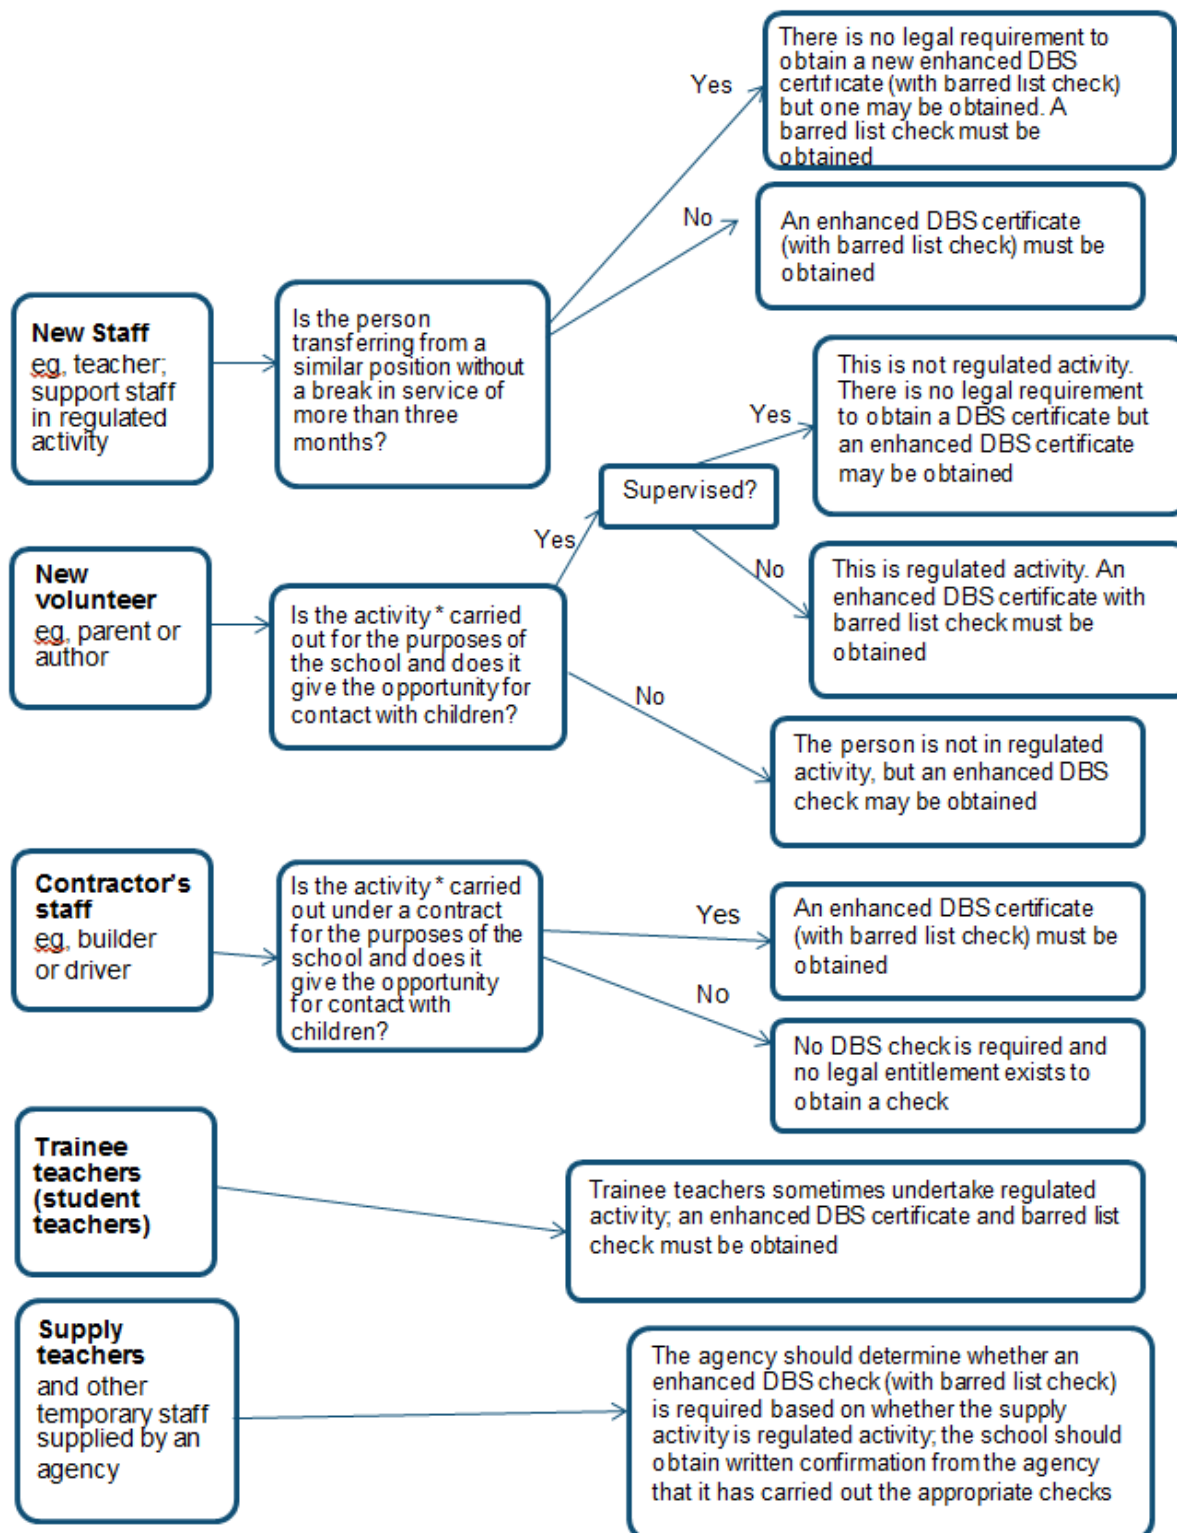 There is no legal requirement to
obtain a new enhanced DBS
certificate (with barred list check)
but one may be obtained. A
barred list check must be
obtained
Yes
No
An enhanced DBS certificate
(with barred list check) must be
obtained
New Staff
eg, teacher;
support staff
in regulated
activity
Is the person
transferring from a
similar position without
a break in service of
more than three
months?
This is not regulated activity.
There is no legal requirement
to obtain a DBS certificate but
an enhanced DBS certificate
may be obtained
Yes
Supervised?
Yes
No
This is regulated activity. An
enhanced DBS certificate with
barred list check must be
obtained
New
volunteer
eg, parent or
author
Is the activity * carried
out for the purposes of
the school and does it
give the opportunity for
contact with children?
No
The person is not in regulated
activity, but an enhanced DBS
check may be obtained
Contractor's
staff
eg, builder
or driver
Is the activity * carried
out under a contract
for the purposes of the
school and does it
give the opportunity
for contact with
children?
Yes
An enhanced DBS certificate
(with barred list check) must be
obtained
No
No DBS check is required and
no legal entitlement exists to
obtain a check
Trainee
teachers
(student
teachers)
Trainee teachers sometimes undertake regulated
activity; an enhanced DBS certificate and barred list
check must be obtained
Supply
teachers
and other
temporary staff
supplied by an
agency
The agency should determine whether an
enhanced DBS check (with barred list check)
is required based on whether the supply
activity is regulated activity; the school should
obtain written confirmation from the agency
that it has carried out the appropriate checks